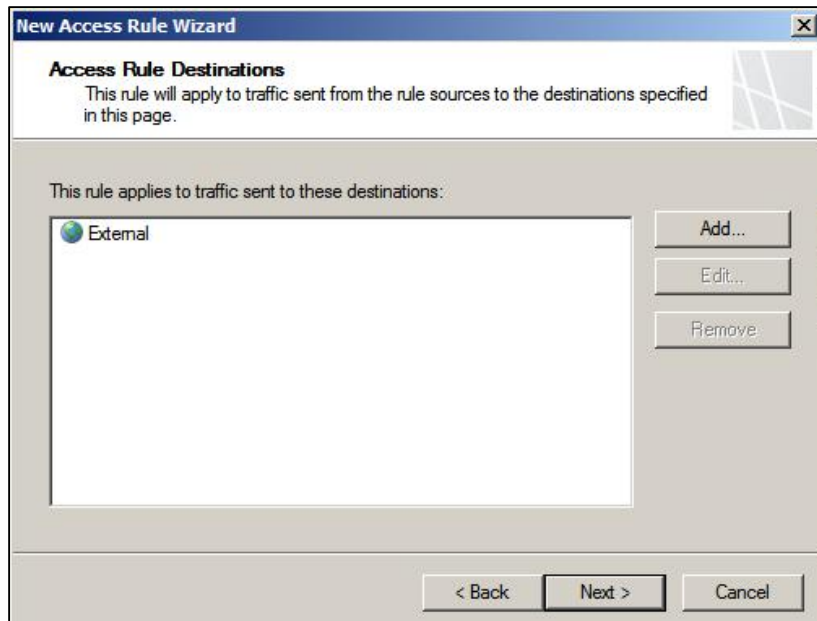 New Access Rule Wizard
Access Rule Destinations
This rule will apply to traffic sent from the rule sources to the destinations specified
in this page.
This rule applies to traffic sent to these destinations:
External
Add...
Edit...
Remove
< Back
Next >
Cancel